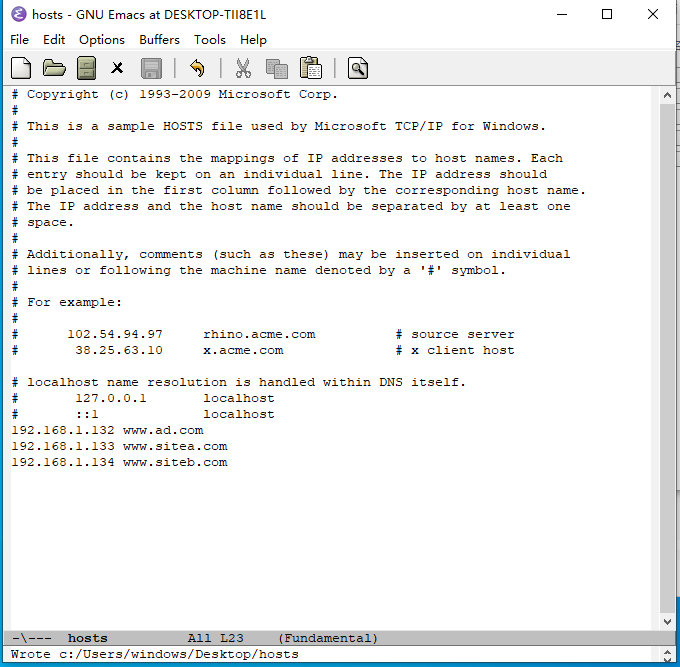 hosts - GNU Emacs at DESKTOP-TII8E1L
File Edit Options Buffers Tools Help
# Copyright (c) 1993-2009 Microsoft Corp.
#
# This is a sample HOSTS file used by Microsoft TCP/IP for Windows.
#
# This file contains the mappings of IP addresses to host names. Each
# entry should be kept on an individual line. The IP address should
# be placed in the first column followed by the corresponding host name.
# The IP address and the host name should be separated by at least one
# space.
#
# Additionally, comments (such as these) may be inserted on individual
# lines or following the machine name denoted by a '#' symbol.
#
# For example:
#
#      102.54.94.97     rhino.acme.com          # source server
#       38.25.63.10     x.acme.com              # x client host

# localhost name resolution is handled within DNS itself.
#       127.0.0.1       localhost
#       ::1             localhost
192.168.1.132 www.ad.com
192.168.1.133 www.sitea.com
192.168.1.134 www.siteb.com
-\--- hosts All L23 (Fundamental)
Wrote c:/Users/windows/Desktop/hosts